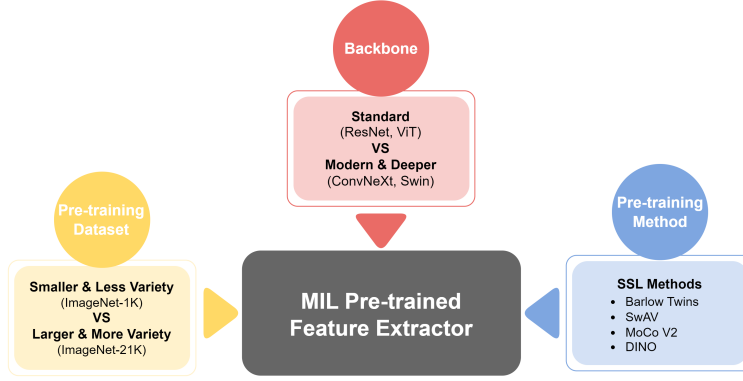 Backbone
Standard
(ResNet, ViT)
VS
Modern & Deeper
(ConvNeXt, Swin)
Pre-training
Dataset
Smaller & Less Variety
(ImageNet-1K)
VS
Larger & More Variety
(ImageNet-21K)
MIL Pre-trained
Feature Extractor
Pre-training
Method
SSL Methods
• Barlow Twins
• SwAV
• MoCo V2
• DINO